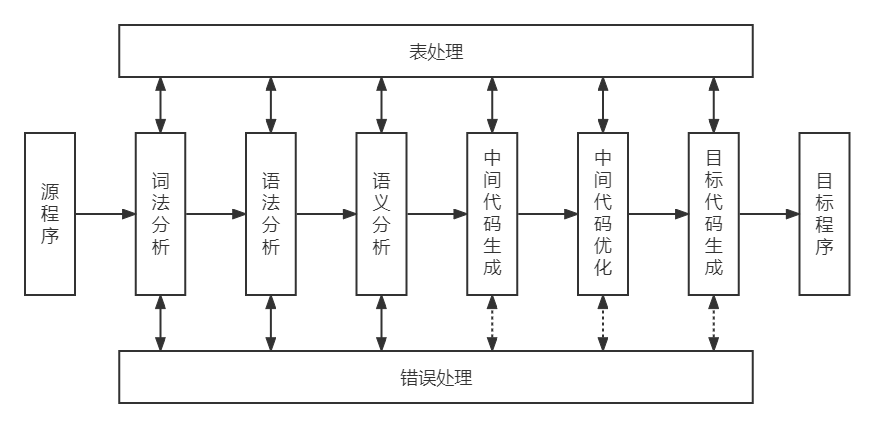 表处理
源程序
词法分析
语法分析
语义分析
中间代码生成
中间代码优化
目标代码生成
目标程序
错误处理